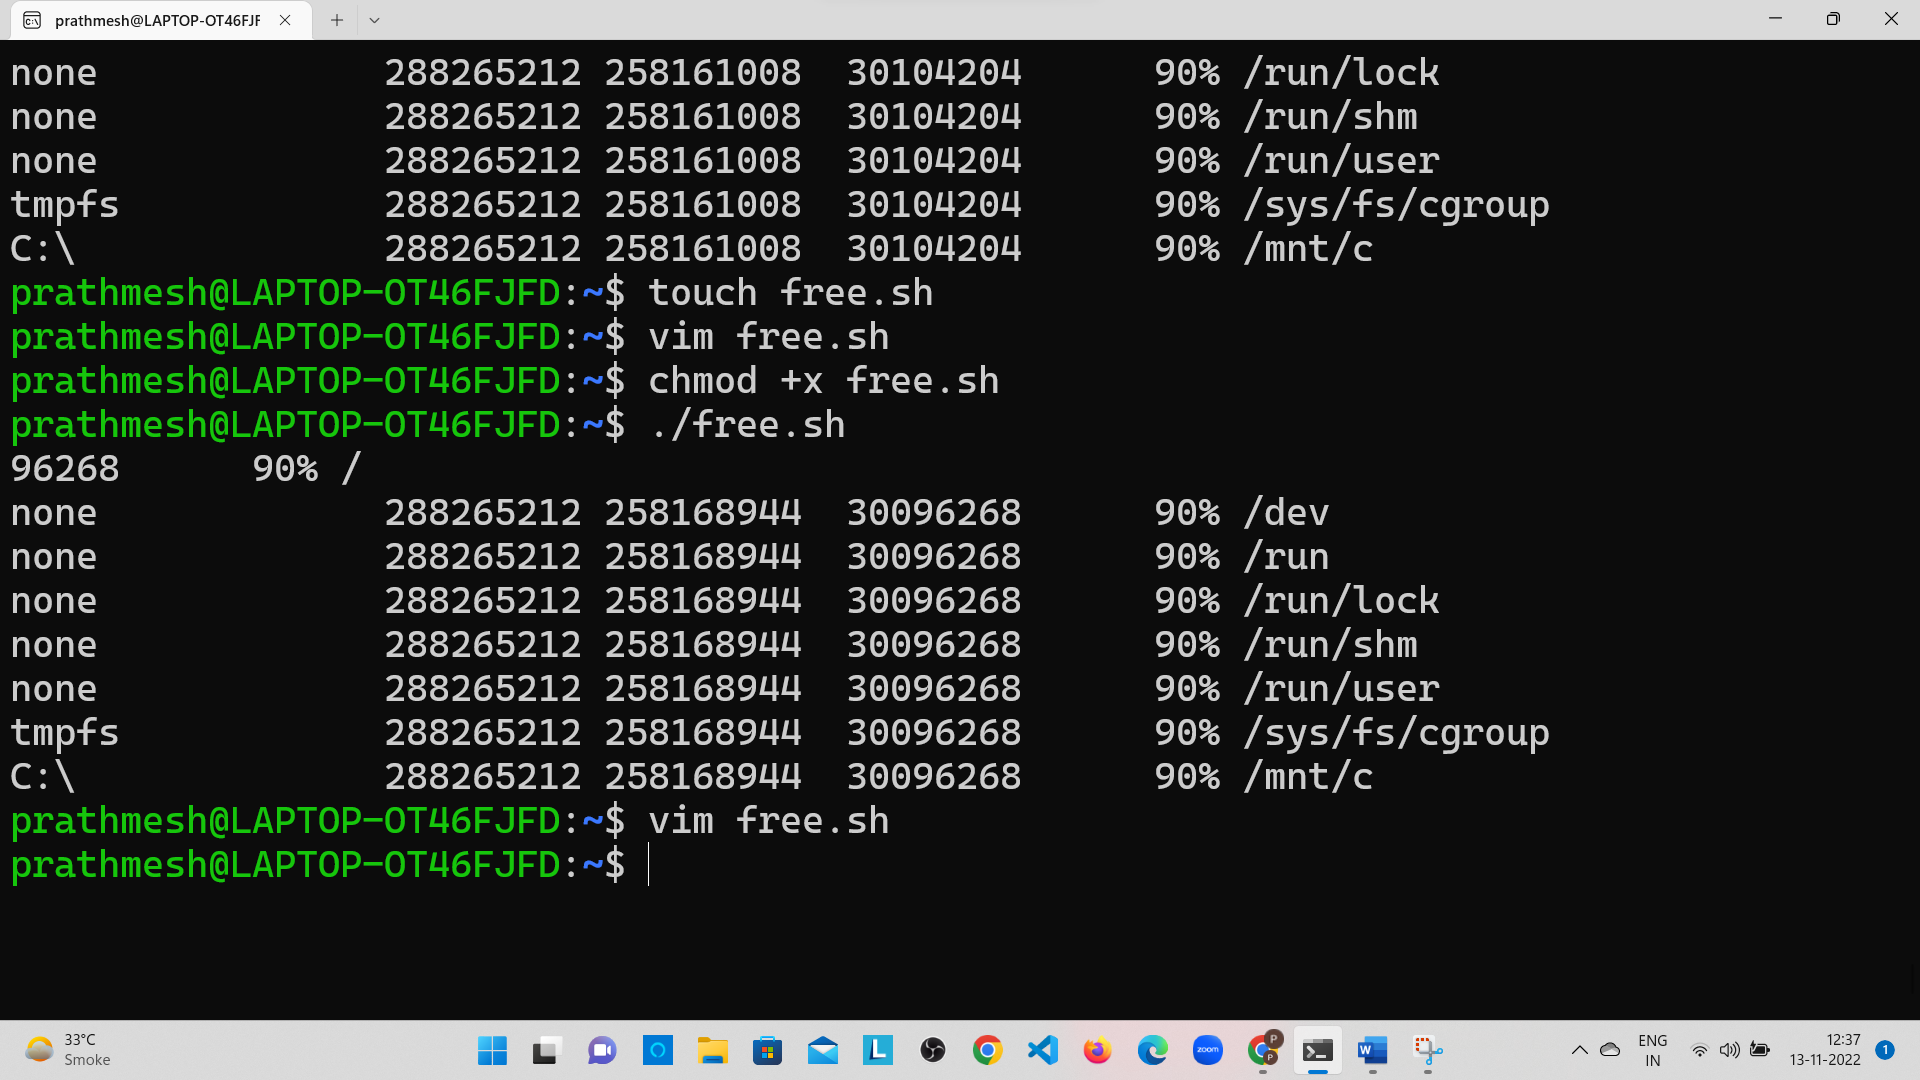 prathmesh@LAPTOP-OT46FJF
none 288265212 258161008 30104204 90% /run/lock
none 288265212 258161008 30104204 90% /run/shm
none 288265212 258161008 30104204 90% /run/user
tmpfs 288265212 258161008 30104204 90% /sys/fs/cgroup
C:\ 288265212 258161008 30104204 90% /mnt/c
prathmesh@LAPTOP-OT46FJFD:~$ touch free.sh
prathmesh@LAPTOP-OT46FJFD:~$ vim free.sh
prathmesh@LAPTOP-OT46FJFD:~$ chmod +x free.sh
prathmesh@LAPTOP-OT46FJFD:~$ ./free.sh
96268 90% /
none 288265212 258168944 30096268 90% /dev
none 288265212 258168944 30096268 90% /run
none 288265212 258168944 30096268 90% /run/lock
none 288265212 258168944 30096268 90% /run/shm
none 288265212 258168944 30096268 90% /run/user
tmpfs 288265212 258168944 30096268 90% /sys/fs/cgroup
C:\ 288265212 258168944 30096268 90% /mnt/c
prathmesh@LAPTOP-OT46FJFD:~$ vim free.sh
prathmesh@LAPTOP-OT46FJFD:~$
33°C
Smoke
L
zoom
P
P
W
ENG
IN
12:37
13-11-2022
1